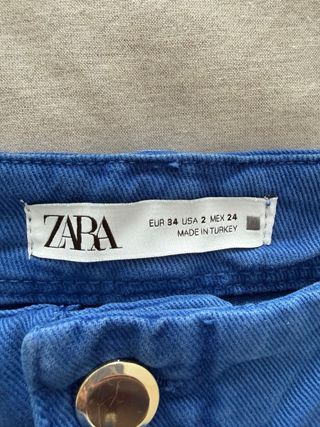 ZARA
EUR 34 USA 2 MEX 24
MADE IN TURKEY